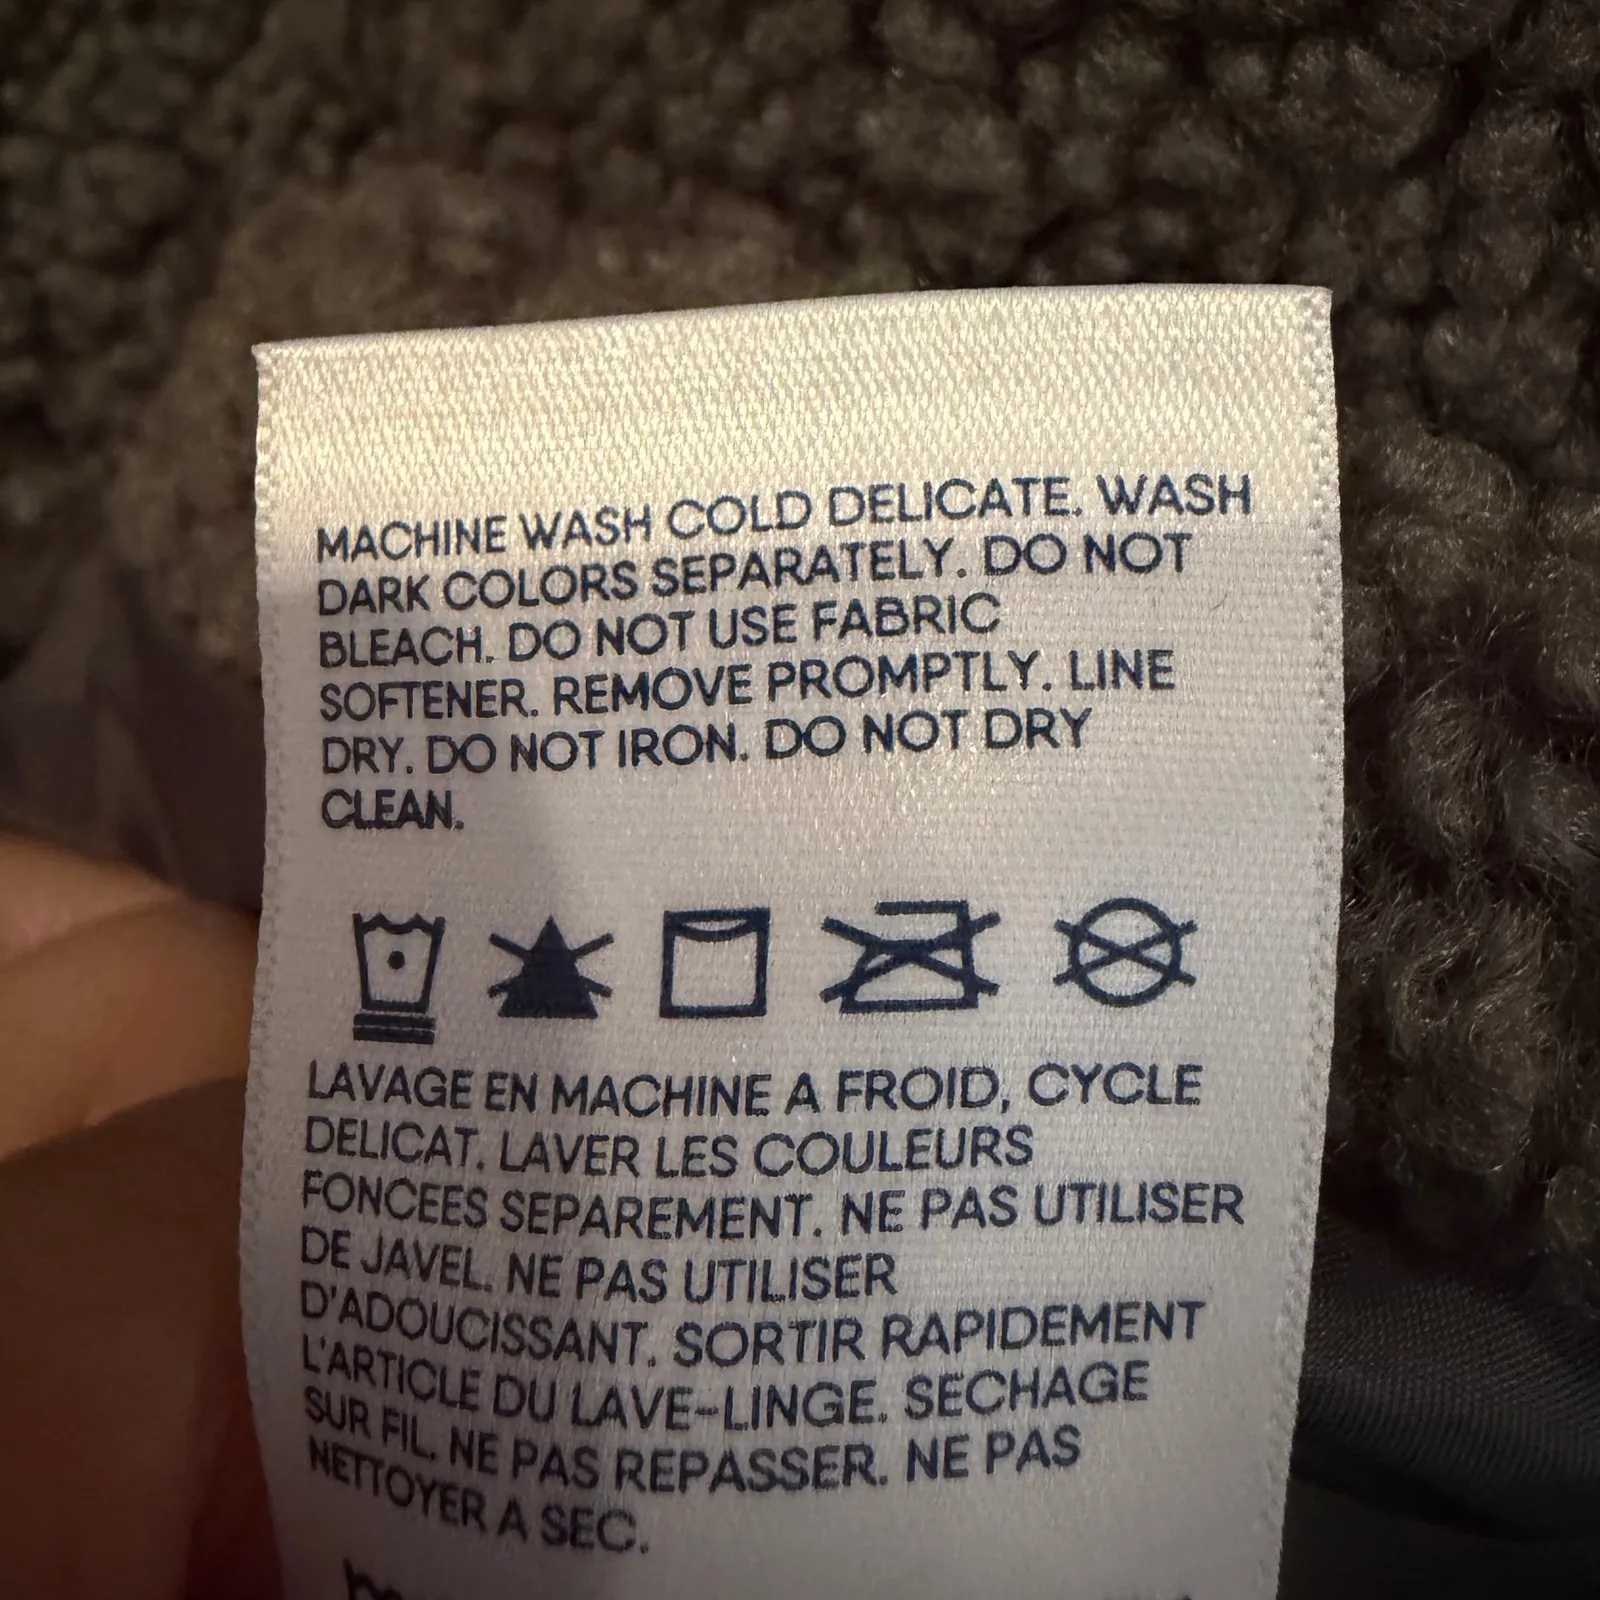 MACHINE WASH COLD DELICATE. WASH
DARK COLORS SEPARATELY. DO NOT
BLEACH. DO NOT USE FABRIC
SOFTENER. REMOVE PROMPTLY. LINE
DRY. DO NOT IRON. DO NOT DRY
CLEAN.
LAVAGE EN MACHINE A FROID, CYCLE
DELICAT. LAVER LES COULEURS
FONCEES SEPAREMENT. NE PAS UTILISER
DE JAVEL. NE PAS UTILISER
D'ADOUCISSANT. SORTIR RAPIDEMENT
L'ARTICLE DU LAVE-LINGE. SECHAGE
SUR FIL. NE PAS REPASSER. NE PAS
NETTOYER A SEC.